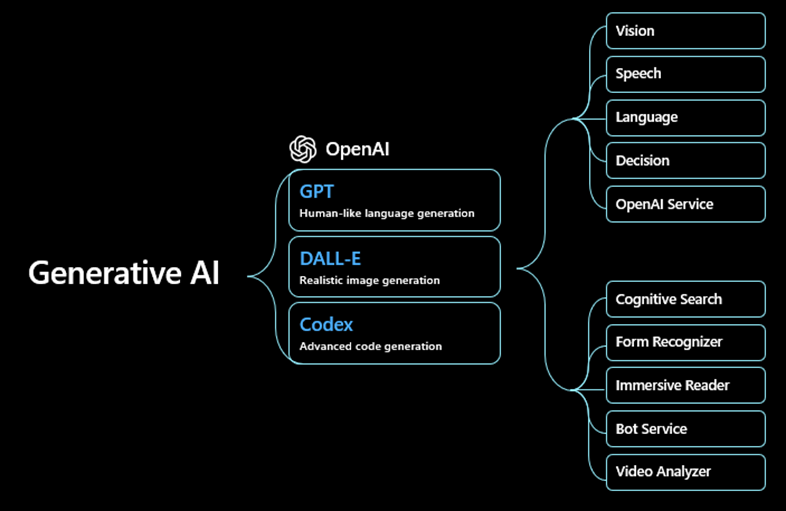 Generative AI
OpenAI
GPT
Human-like language generation
DALL-E
Realistic image generation
Codex
Advanced code generation
Vision
Speech
Language
Decision
OpenAI Service
Cognitive Search
Form Recognizer
Immersive Reader
Bot Service
Video Analyzer